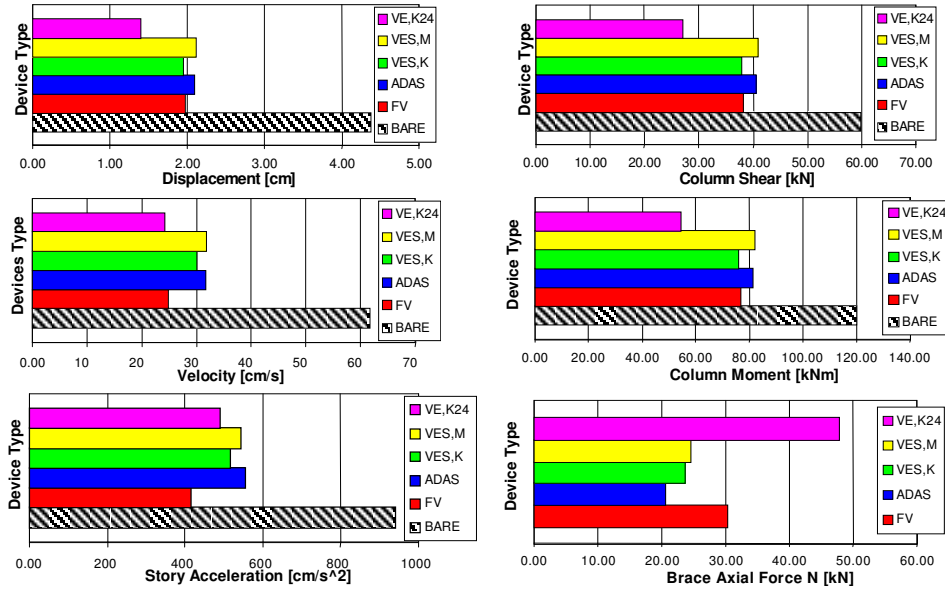 Device Type
VE,K24
VES,M
VES,K
ADAS
FV
BARE
0.00 1.00 2.00 3.00 4.00 5.00
Displacement [cm]
Device Type
VE,K24
VES,M
VES,K
ADAS
FV
BARE
0.00 10.00 20.00 30.00 40.00 50.00 60.00 70.00
Column Shear [kN]
Devices Type
VE,K24
VES,M
VES,K
ADAS
FV
BARE
0.00 10 20 30 40 50 60 70
Velocity [cm/s]
Device Type
VE,K24
VES,M
VES,K
ADAS
FV
BARE
0.00 20.00 40.00 60.00 80.00 100.00 120.00 140.00
Column Moment [kNm]
Device Type
VE,K24
VES,M
VES,K
ADAS
FV
BARE
0.00 200 400 600 800 1000
Story Acceleration [cm/s^2]
Device Type
VE,K24
VES,M
VES,K
ADAS
FV
0.00 10.00 20.00 30.00 40.00 50.00 60.00
Brace Axial Force N [kN]